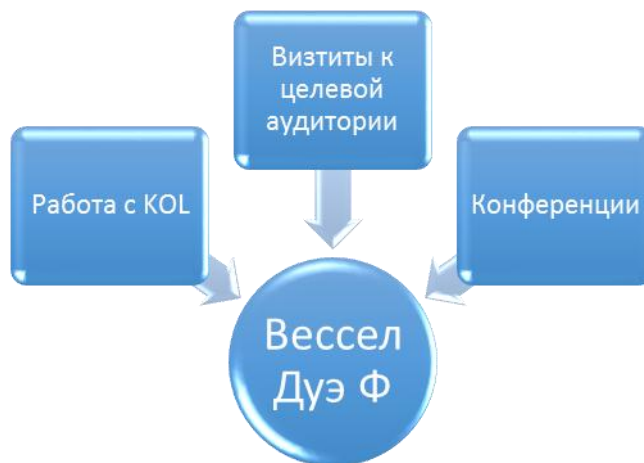 Визтиты к
целевой
аудитории
Работа с KOL
Конференции
Вессел
Дуэ Ф